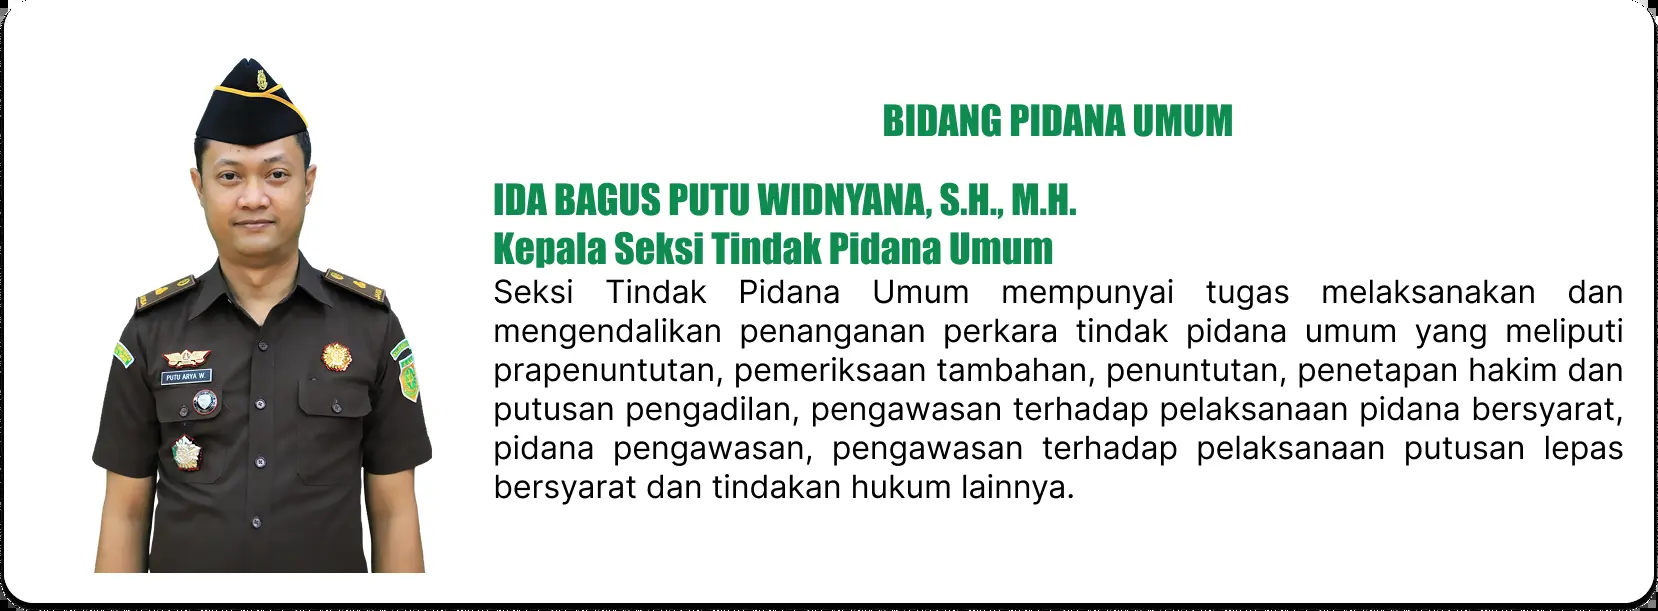 BIDANG PIDANA UMUM
IDA BAGUS PUTU WIDNYANA, S.H., M.H.
Kepala Seksi Tindak Pidana Umum
Seksi Tindak Pidana Umum mempunyai tugas melaksanakan dan
mengendalikan penanganan perkara tindak pidana umum yang meliputi
prapenuntutan, pemeriksaan tambahan, penuntutan, penetapan hakim dan
putusan pengadilan, pengawasan terhadap pelaksanaan pidana bersyarat,
pidana pengawasan, pengawasan terhadap pelaksanaan putusan lepas
bersyarat dan tindakan hukum lainnya.
PUTU ARYA W.